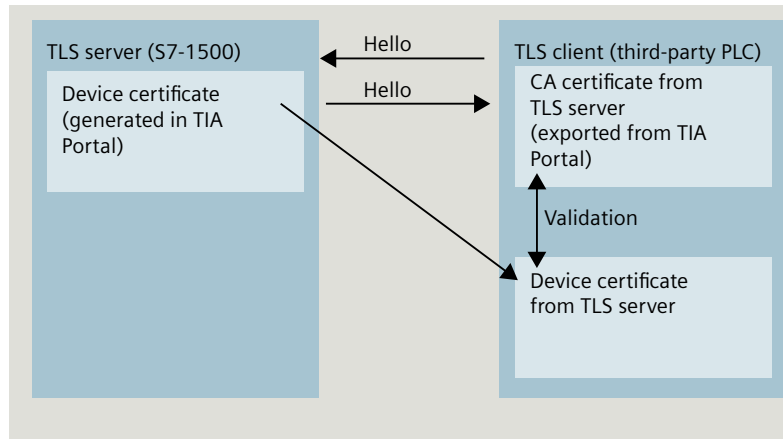 TLS server (S7-1500)
Device certificate
(generated in TIA
Portal)
Hello
Hello
TLS client (third-party PLC)
CA certificate from
TLS server
(exported from TIA
Portal)
Validation
Device certificate
from TLS server